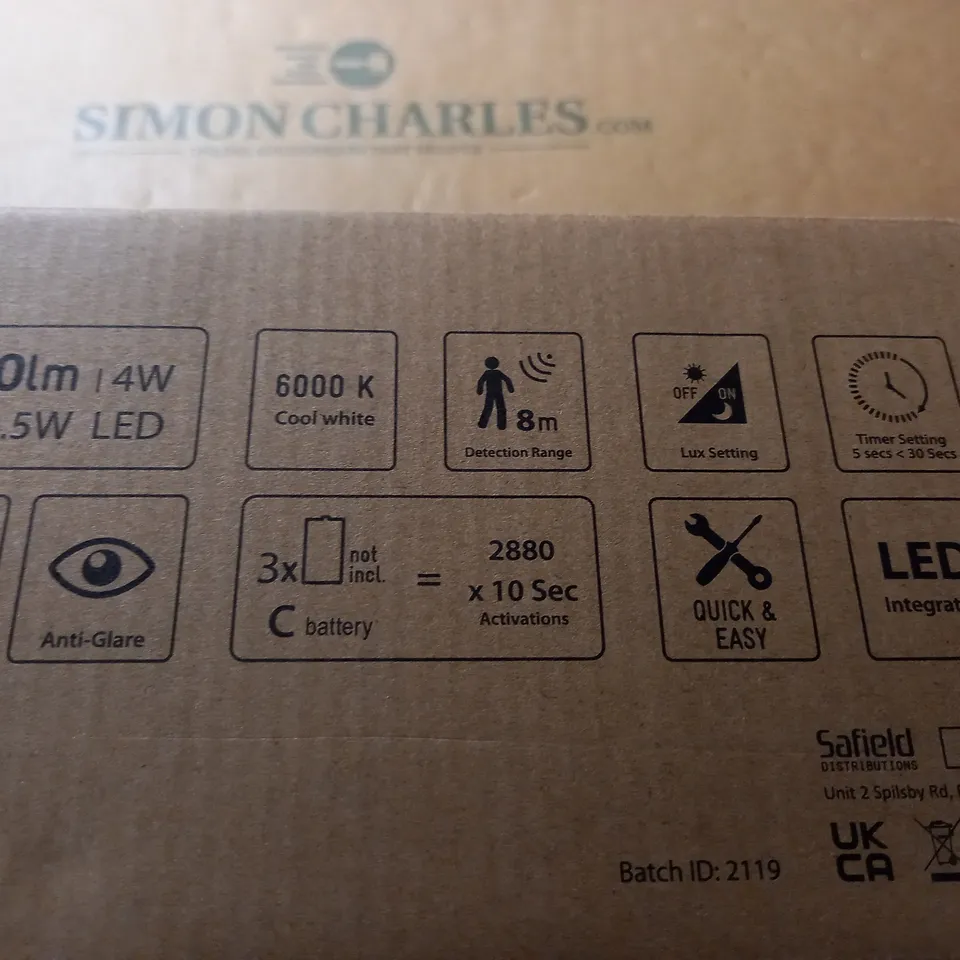 SIMON CHARLES.COM
0lm | 4W
.5W LED
6000 K
Cool white
8m
Detection Range
OFF ON
Lux Setting
Timer Setting
5 secs < 30 Secs
Anti-Glare
3x not
incl.
C battery
=
2880
x 10 Sec
Activations
QUICK &
EASY
LED
Integrat
Safield
DISTRIBUTIONS
Unit 2 Spilsby Rd,
UK
CA
Batch ID: 2119